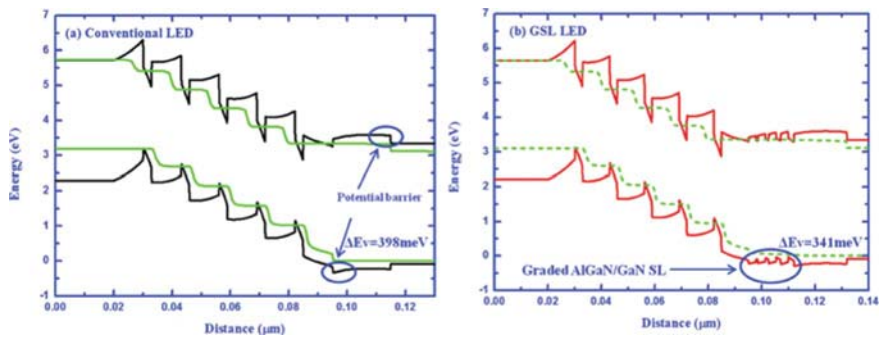 (a) Conventional LED
7
6
5
4
3
2
1
0
-1
Energy (eV)
Potential barrier
ΔEv=398meV
0.00 0.02 0.04 0.06 0.08 0.10 0.12
Distance (μm)
(b) GSL LED
7
6
5
4
3
2
1
0
-1
Energy (eV)
ΔEv=341meV
Graded AlGaN/GaN SL
0.00 0.02 0.04 0.06 0.08 0.10 0.12 0.14
Distance (μm)